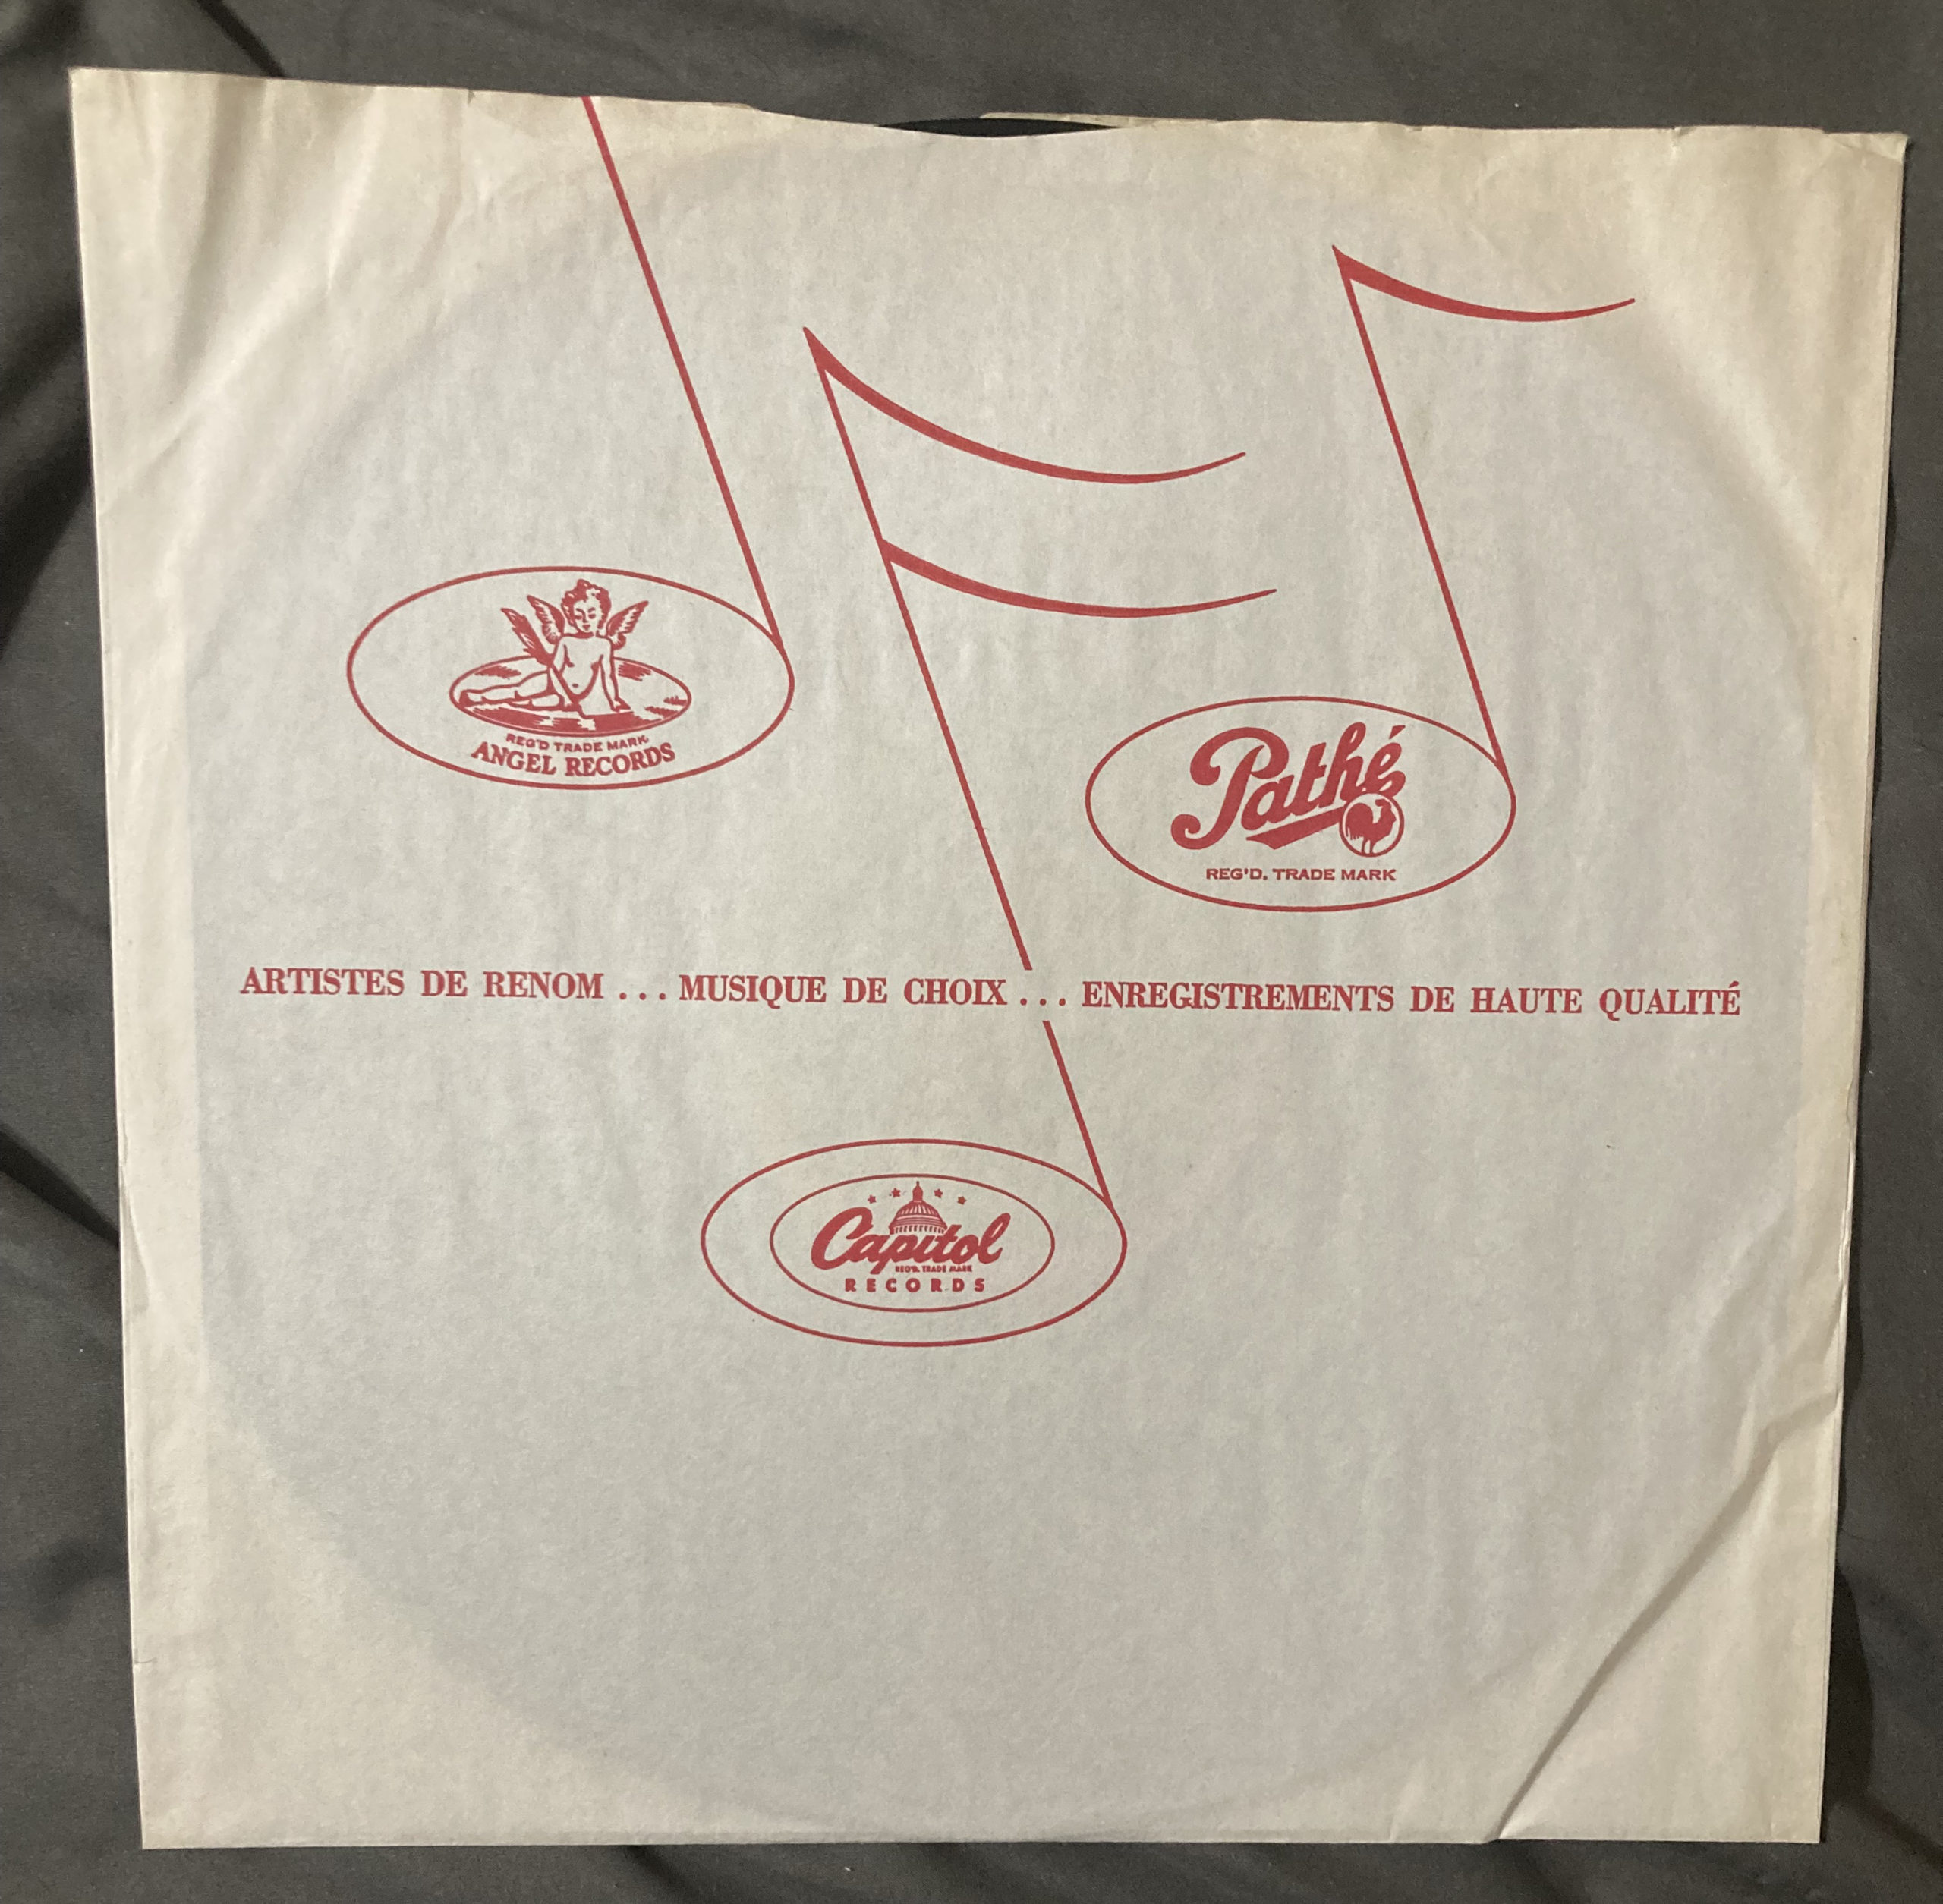 REG'D TRADE MARK
ANGEL RECORDS
Pathé
REG'D. TRADE MARK
ARTISTES DE RENOM . . . MUSIQUE DE CHOIX . . . ENREGISTREMENTS DE HAUTE QUALITÉ
Capitol
REG'D. TRADE MARK
RECORDS